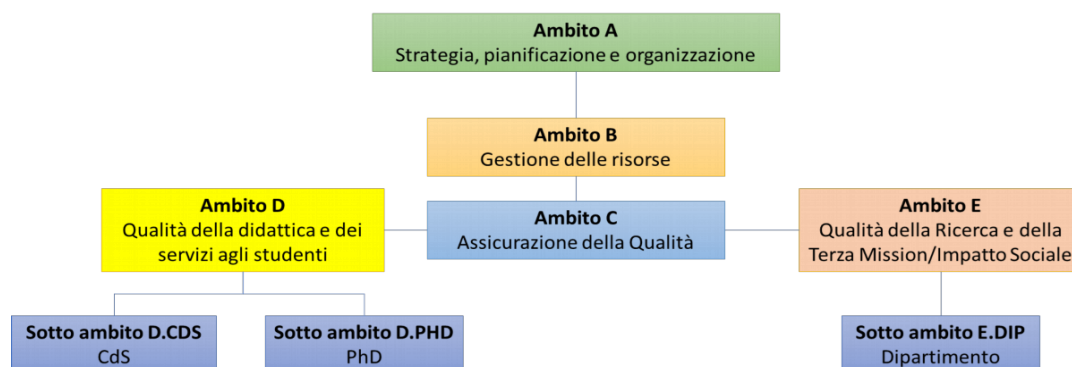 Ambito A
Strategia, pianificazione e organizzazione
Ambito B
Gestione delle risorse
Ambito D
Qualità della didattica e dei
servizi agli studenti
Ambito C
Assicurazione della Qualità
Ambito E
Qualità della Ricerca e della
Terza Mission/Impatto Sociale
Sotto ambito D.CDS
CdS
Sotto ambito D.PHD
PhD
Sotto ambito E.DIP
Dipartimento